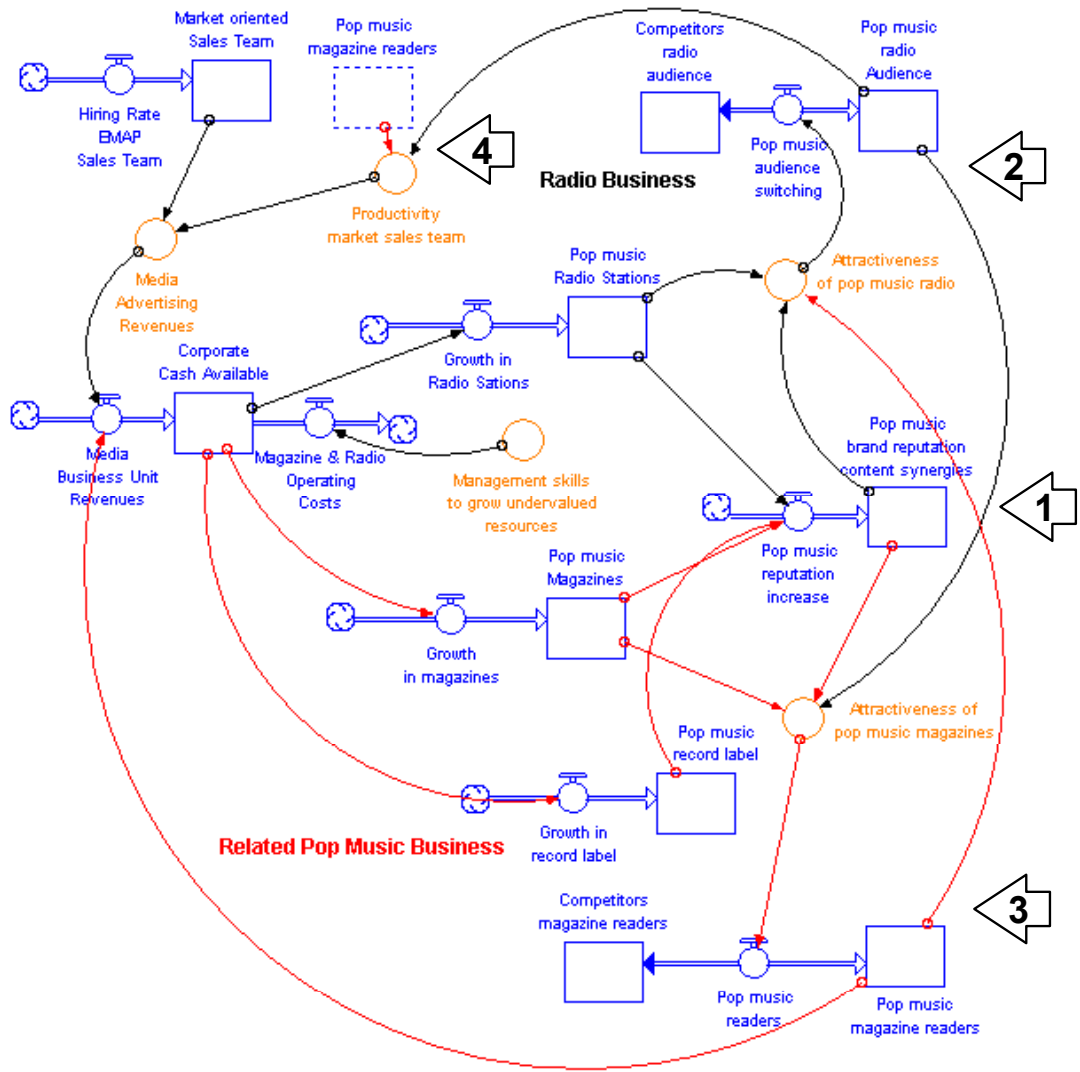 Market oriented
Sales Team
Pop music
magazine readers
Competitors
radio
audience
Pop music
radio
Audience
Hiring Rate
EMAP
Sales Team
4
Pop music
audience
switching
2
Radio Business
Productivity
market sales team
Media
Advertising
Revenues
Pop music
Radio Stations
Attractiveness
of pop music radio
Corporate
Cash Available
Growth in
Radio Sations
Media
Business Unit
Revenues
Magazine & Radio
Operating
Costs
Management skills
to grow undervalued
resources
Pop music
brand reputation
content synergies
1
Pop music
Magazines
Pop music
reputation
increase
Growth
in magazines
Attractiveness of
pop music magazines
Pop music
record label
Growth in
record label
Related Pop Music Business
Competitors
magazine readers
3
Pop music
readers
Pop music
magazine readers